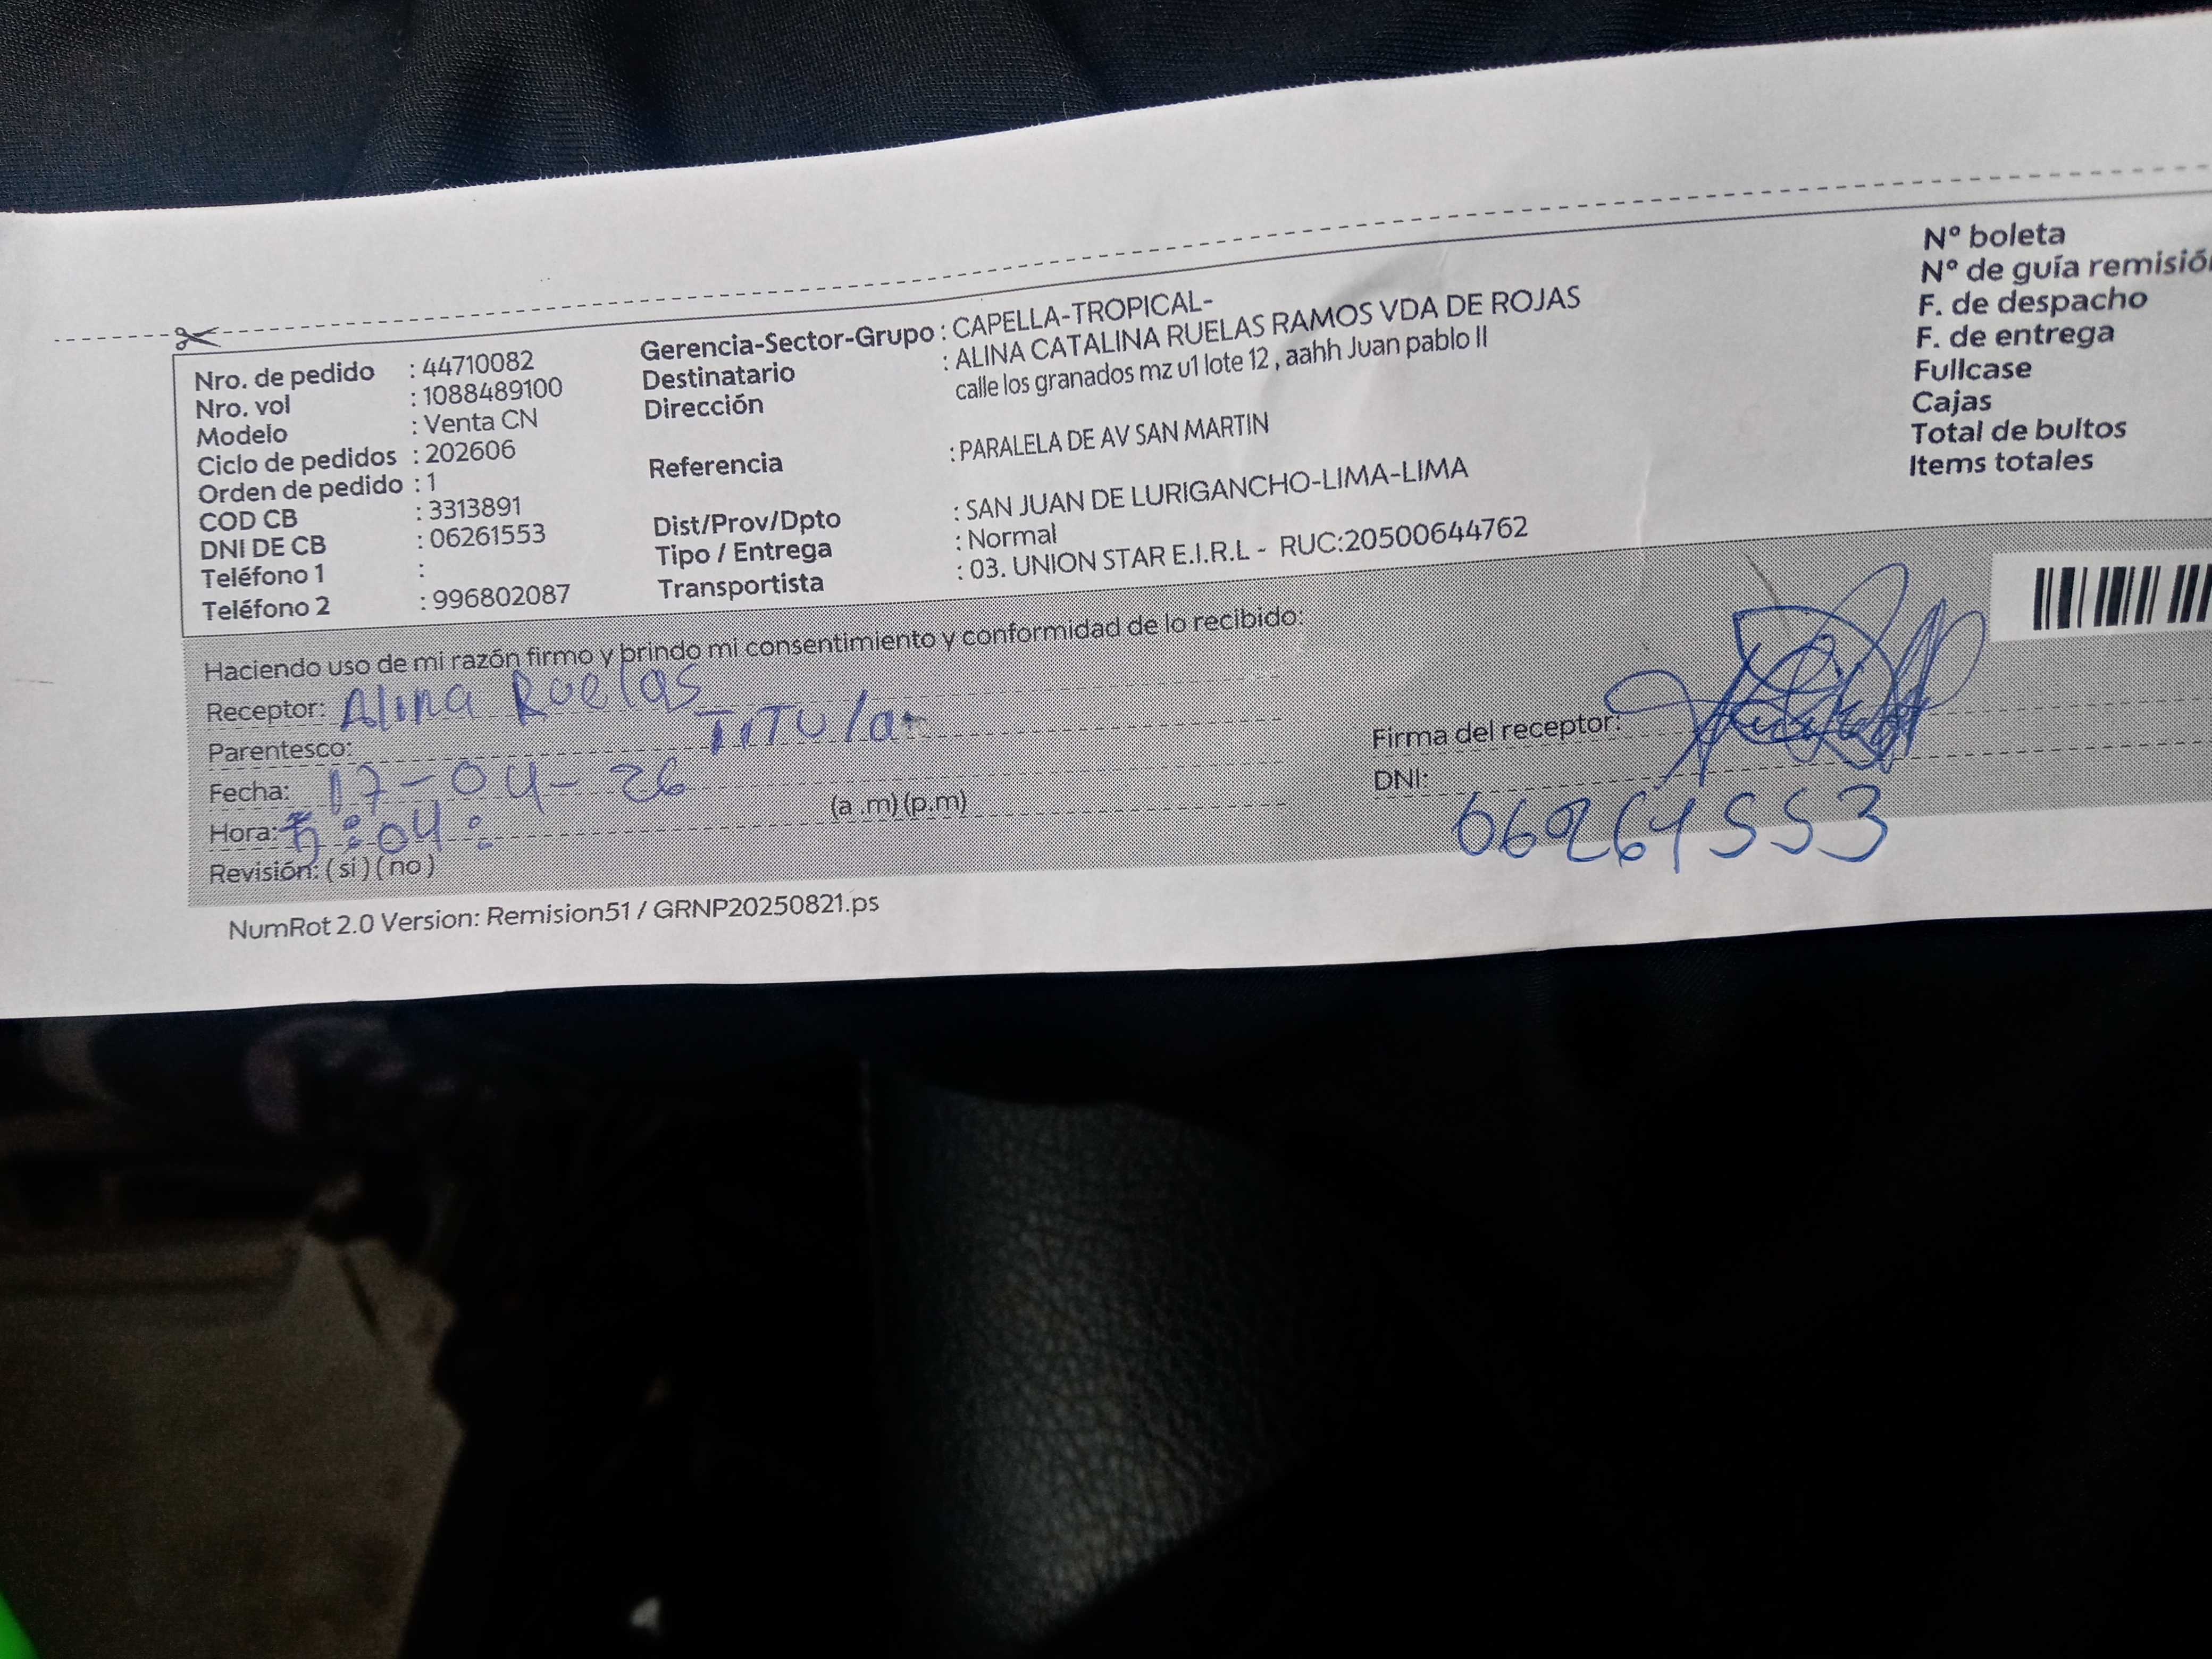 Nro. de pedido : 44710082
Nro. vol : 1088489100
Modelo : Venta CN
Ciclo de pedidos : 202606
Orden de pedido : 1
COD CB : 3313891
DNI DE CB : 06261553
Teléfono 1 :
Teléfono 2 : 996802087
Gerencia-Sector-Grupo : CAPELLA-TROPICAL-
Destinatario : ALINA CATALINA RUELAS RAMOS VDA DE ROJAS
Dirección calle los granados mz u1 lote 12 , aahh Juan pablo II
Referencia : PARALELA DE AV SAN MARTIN
Dist/Prov/Dpto : SAN JUAN DE LURIGANCHO-LIMA-LIMA
Tipo / Entrega : Normal
Transportista : 03. UNION STAR E.I.R.L - RUC:20500644762
Nº boleta
Nº de guía remisió
F. de despacho
F. de entrega
Fullcase
Cajas
Total de bultos
Items totales
Haciendo uso de mi razón firmo y brindo mi consentimiento y conformidad de lo recibido:
Receptor: Alina Ruelas
Parentesco: TiTular
Fecha: 17-04-26
Hora: 5:04: (a .m) (p.m)
Revisión: ( si ) ( no )
Firma del receptor:
DNI: 06261553
NumRot 2.0 Version: Remision51 / GRNP20250821.ps